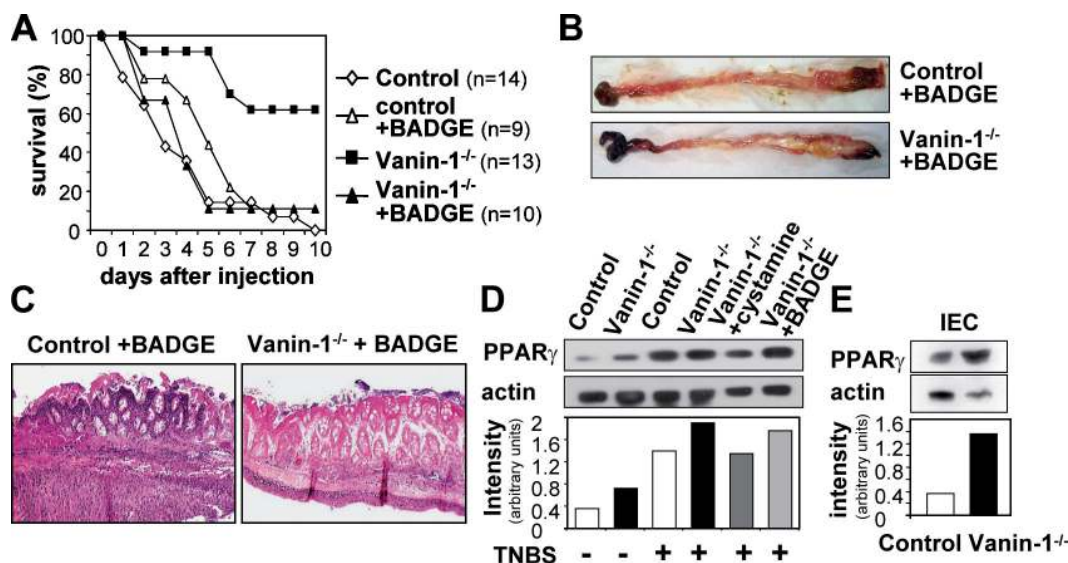 A
survival (%)
100
80
60
40
20
0
0 1 2 3 4 5 6 7 8 9 10
days after injection
Control (n=14)
control
+BADGE (n=9)
Vanin-1-/- (n=13)
Vanin-1-/-
+BADGE (n=10)
B
Control
+BADGE
Vanin-1-/-
+BADGE
C
Control +BADGE
Vanin-1-/- + BADGE
D
Control
Vanin-1-/-
Control
Vanin-1-/-
Vanin-1-/-
+cystamine
Vanin-1-/-
+BADGE
PPARγ
actin
Intensity
(arbitrary units)
2
1.6
1.2
0.8
0.4
0
TNBS - - + + + +
E
IEC
PPARγ
actin
intensity
(arbitrary units)
1.6
1.2
0.8
0.4
0
Control Vanin-1-/-